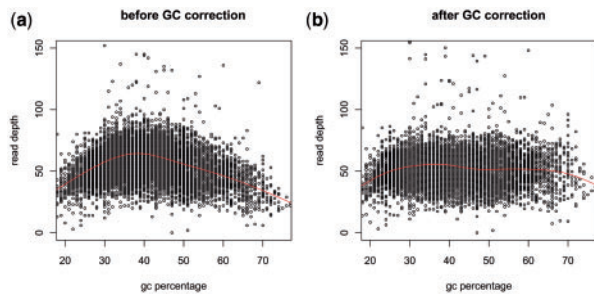 (a)
before GC correction
read depth
150
100
50
0
20 30 40 50 60 70
gc percentage
(b)
after GC correction
read depth
150
100
50
0
20 30 40 50 60 70
gc percentage